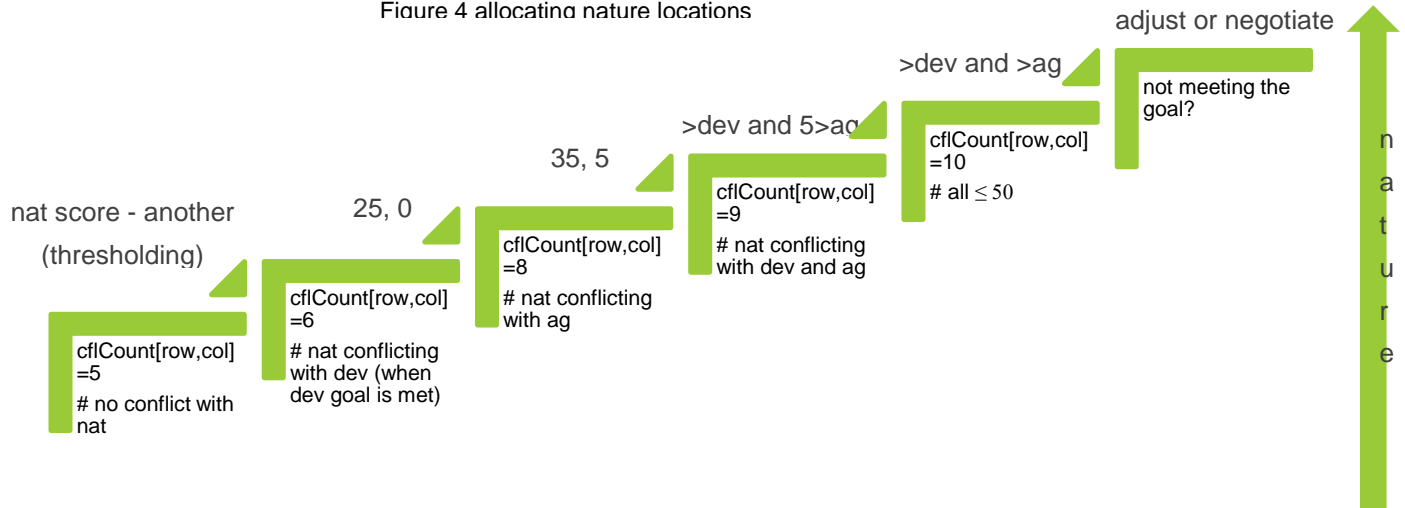 Figure 4 allocating nature locations
adjust or negotiate
not meeting the
goal?
>dev and >ag
cflCount[row,col]
=10
# all ≤ 50
>dev and 5>ag
cflCount[row,col]
=9
# nat conflicting
with dev and ag
35, 5
cflCount[row,col]
=8
# nat conflicting
with ag
25, 0
cflCount[row,col]
=6
# nat conflicting
with dev (when
dev goal is met)
nat score - another
(thresholding)
cflCount[row,col]
=5
# no conflict with
nat
n
a
t
u
r
e